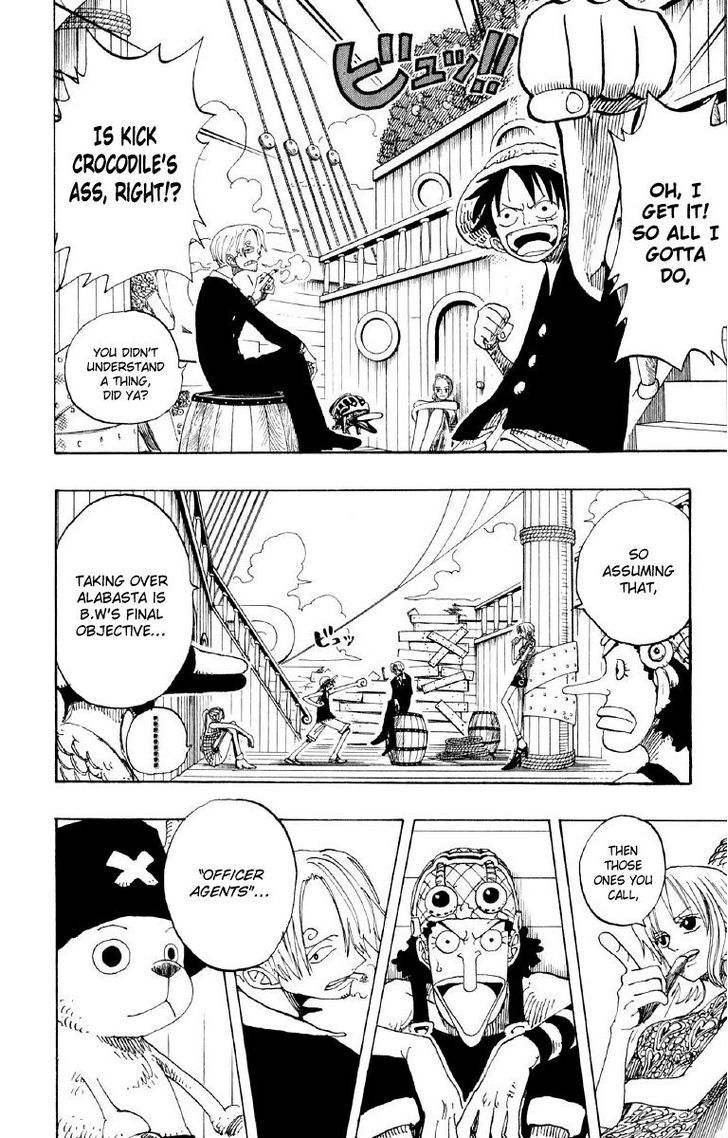 ビュッ!!
OH, I
GET IT!
SO ALL I
GOTTA
DO,
IS KICK
CROCODILE'S
ASS, RIGHT!?
YOU DIDN'T
UNDERSTAND
A THING,
DID YA?
SO
ASSUMING
THAT,
ビュッ
TAKING OVER
ALABASTA IS
B.W'S FINAL
OBJECTIVE...
.........
THEN
THOSE
ONES YOU
CALL,
"OFFICER
AGENTS"...